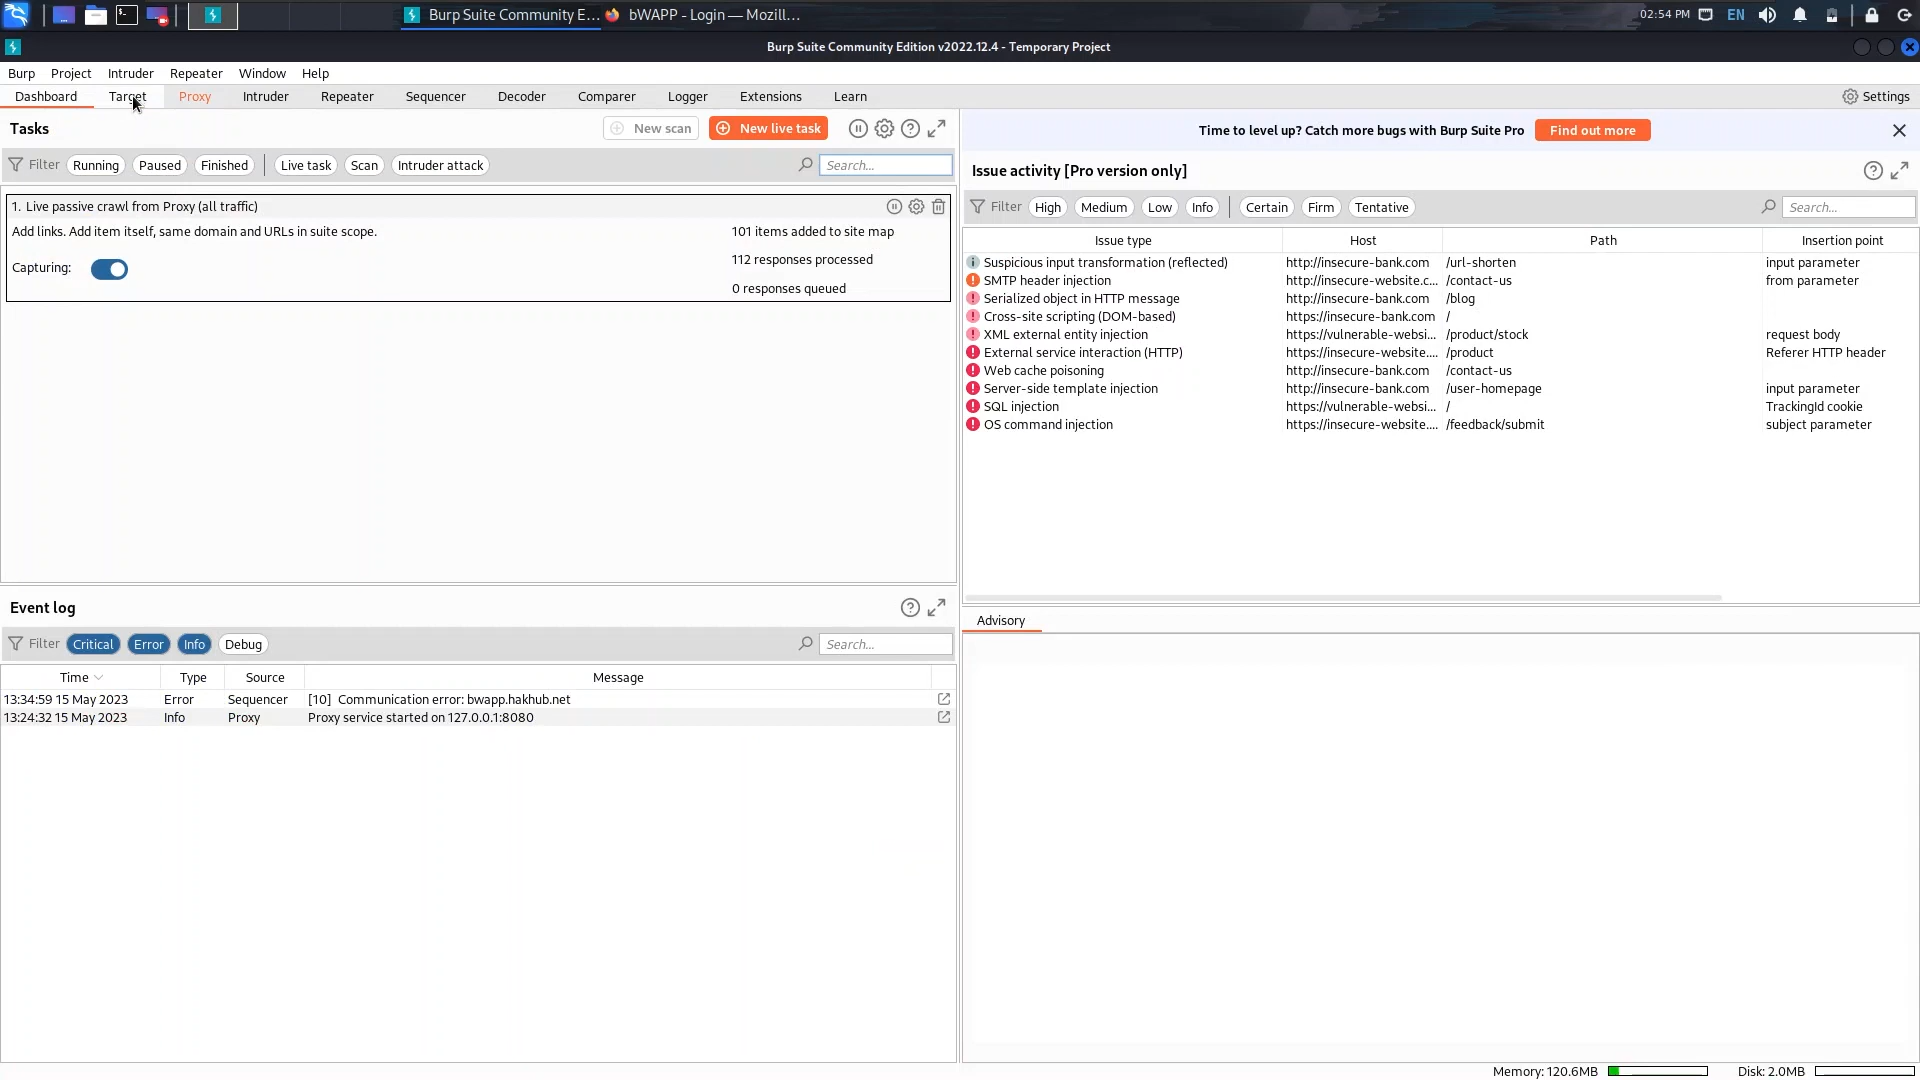 Burp Suite Community E...
bWAPP - Login — Mozill...
02:54 PM
EN
Burp Suite Community Edition v2022.12.4 - Temporary Project
Burp Project Intruder Repeater Window Help
Dashboard Target Proxy Intruder Repeater Sequencer Decoder Comparer Logger Extensions Learn Settings
Tasks
New scan
New live task
Filter Running Paused Finished Live task Scan Intruder attack Search...
1. Live passive crawl from Proxy (all traffic)
Add links. Add item itself, same domain and URLs in suite scope.
101 items added to site map
Capturing:
112 responses processed
0 responses queued
Event log
Filter Critical Error Info Debug Search...
Time Type Source Message
13:34:59 15 May 2023 Error Sequencer [10] Communication error: bwapp.hakhub.net
13:24:32 15 May 2023 Info Proxy Proxy service started on 127.0.0.1:8080
Time to level up? Catch more bugs with Burp Suite Pro Find out more
Issue activity [Pro version only]
Filter High Medium Low Info Certain Firm Tentative Search...
Issue type Host Path Insertion point
Suspicious input transformation (reflected) http://insecure-bank.com /url-shorten input parameter
SMTP header injection http://insecure-website.c... /contact-us from parameter
Serialized object in HTTP message http://insecure-bank.com /blog
Cross-site scripting (DOM-based) https://insecure-bank.com /
XML external entity injection https://vulnerable-websi... /product/stock request body
External service interaction (HTTP) https://insecure-website.... /product Referer HTTP header
Web cache poisoning http://insecure-bank.com /contact-us
Server-side template injection http://insecure-bank.com /user-homepage input parameter
SQL injection https://vulnerable-websi... / TrackingId cookie
OS command injection https://insecure-website.... /feedback/submit subject parameter
Advisory
Memory: 120.6MB
Disk: 2.0MB